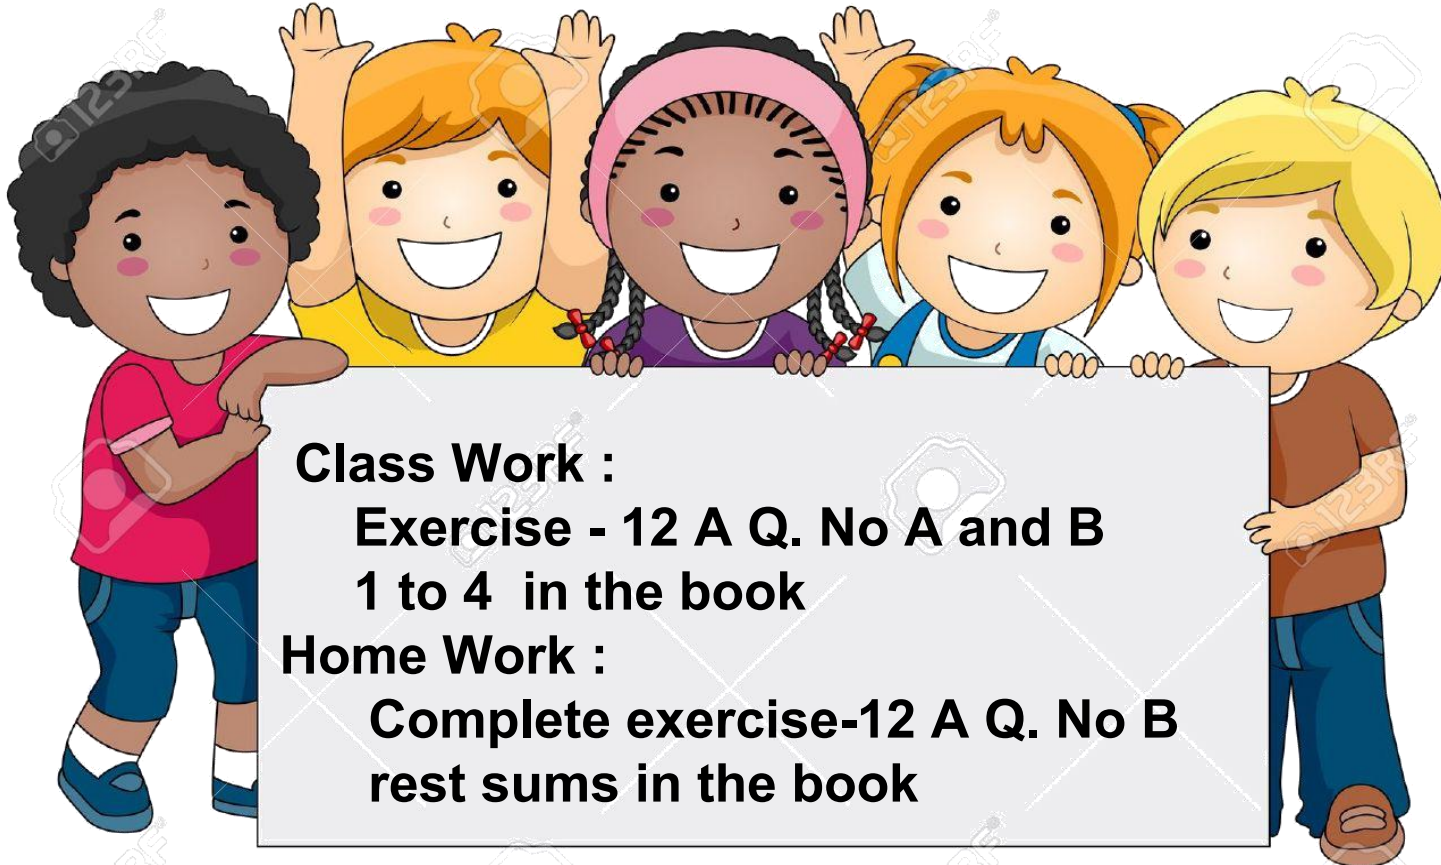 Class Work :
Exercise - 12 A Q. No A and B
1 to 4 in the book
Home Work :
Complete exercise-12 A Q. No B
rest sums in the book
123RF